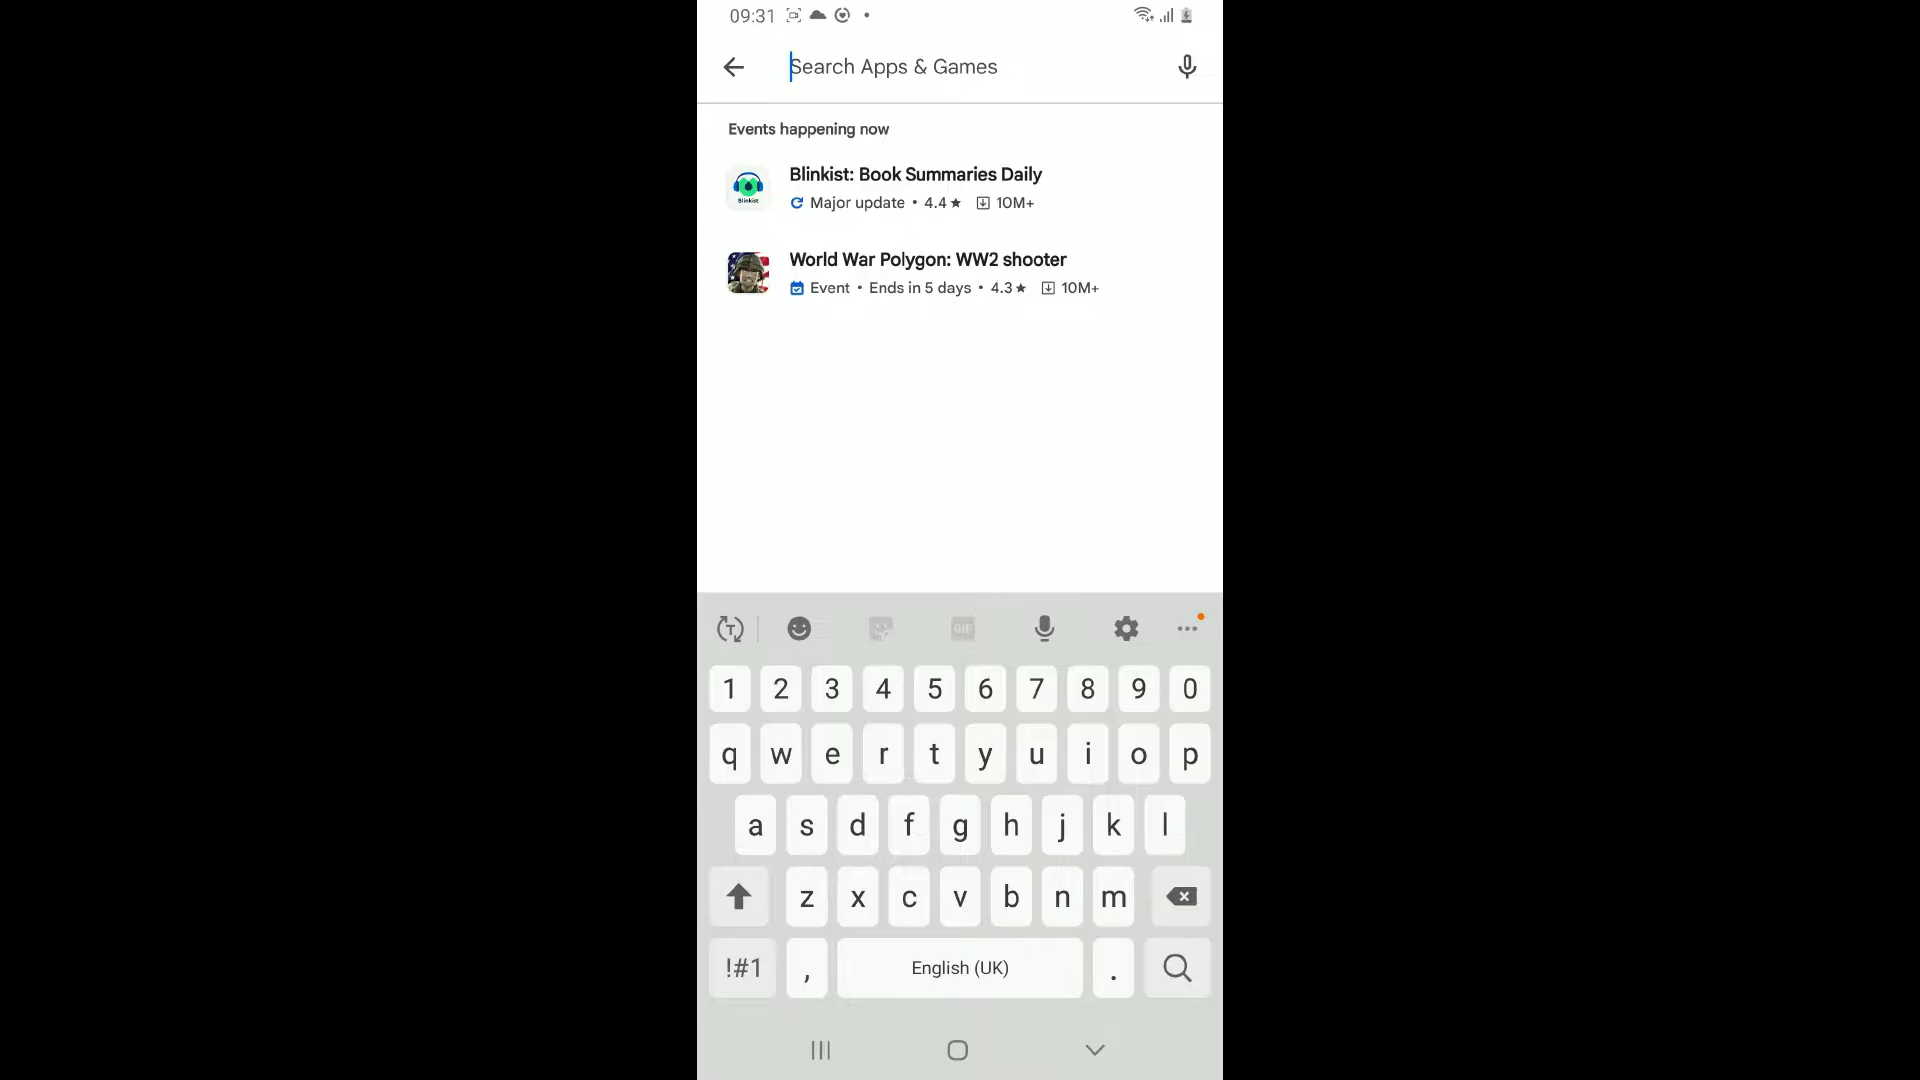 09:31
Search Apps & Games
Events happening now
Blinkist: Book Summaries Daily
Major update • 4.4★ 10M+
Blinkist
World War Polygon: WW2 shooter
Event • Ends in 5 days • 4.3★ 10M+
T GIF
1 2 3 4 5 6 7 8 9 0
q w e r t y u i o p
a s d f g h j k l
z x c v b n m
!#1 , English (UK) .